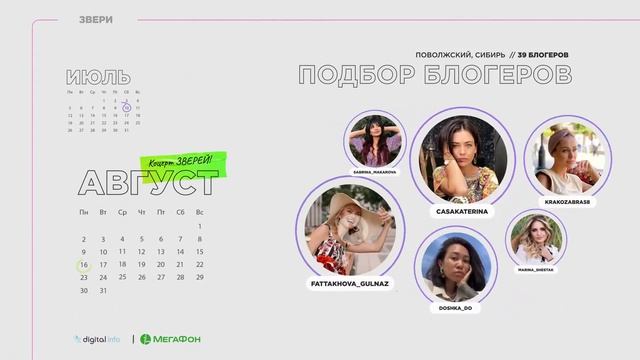 ЗВЕРИ
ПОВОЛЖСКИЙ, СИБИРЬ // 39 БЛОГЕРОВ
ПОДБОР БЛОГЕРОВ
ИЮЛЬ
Пн Вт Ср Чт Пт Сб Вс
1 2 3 4
5 6 7 8 9 10 11
12 13 14 15 16 17 18
19 20 21 22 23 24 25
26 27 28 29 30 31
Концерт ЗВЕРЕЙ!
АВГУСТ
Пн Вт Ср Чт Пт Сб Вс
1
2 3 4 5 6 7 8
9 10 11 12 13 14 15
16 17 18 19 20 21 22
23 24 25 26 27 28 29
30 31
SABRINA_MAKAROVA
CASAKATERINA
KRAKOZABRAS8
FATTAKHOVA_GULNAZ
DOSHKA_DO
MARINA_SHESTAK
digital.info | МЕГАФОН